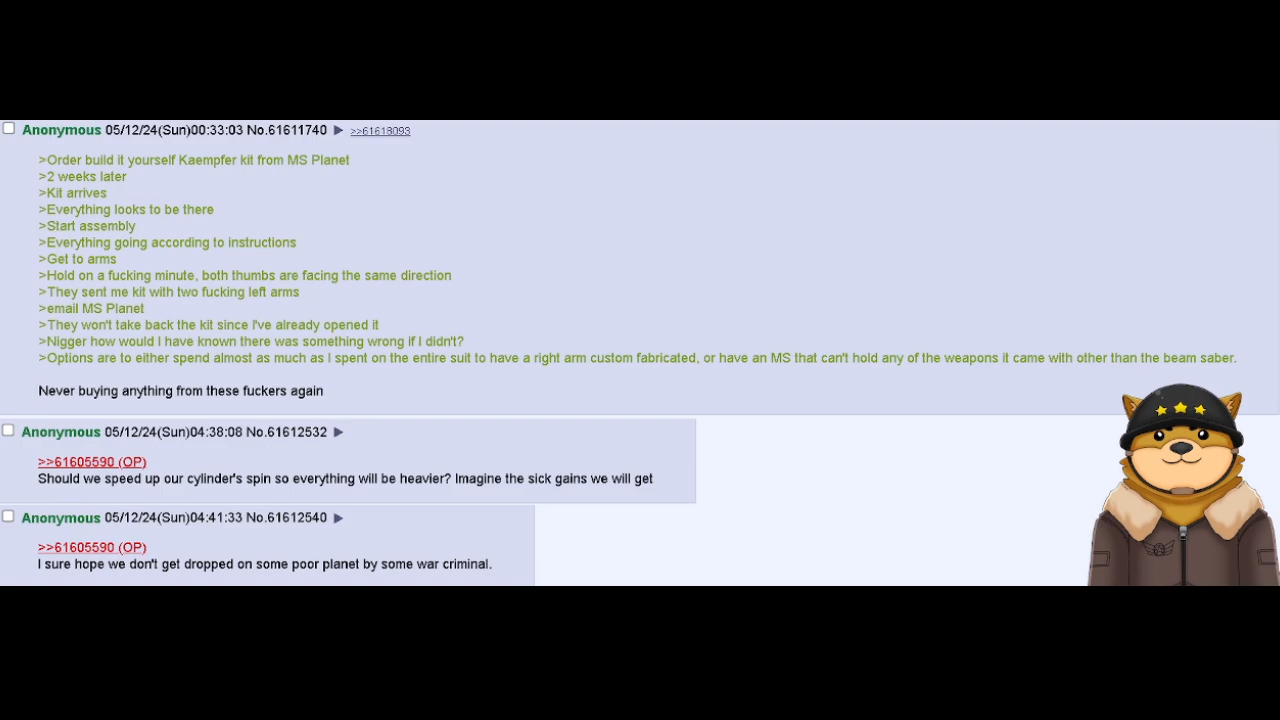 Anonymous 05/12/24(Sun)00:33:03 No.61611740 ▶ >>61618093
>Order build it yourself Kaempfer kit from MS Planet
>2 weeks later
>Kit arrives
>Everything looks to be there
>Start assembly
>Everything going according to instructions
>Get to arms
>Hold on a fucking minute, both thumbs are facing the same direction
>They sent me kit with two fucking left arms
>email MS Planet
>They won't take back the kit since I've already opened it
>Nigger how would I have known there was something wrong if I didn't?
>Options are to either spend almost as much as I spent on the entire suit to have a right arm custom fabricated, or have an MS that can't hold any of the weapons it came with other than the beam saber.
Never buying anything from these fuckers again
Anonymous 05/12/24(Sun)04:38:08 No.61612532 ▶
>>61605590 (OP)
Should we speed up our cylinder's spin so everything will be heavier? Imagine the sick gains we will get
Anonymous 05/12/24(Sun)04:41:33 No.61612540 ▶
>>61605590 (OP)
I sure hope we don't get dropped on some poor planet by some war criminal.